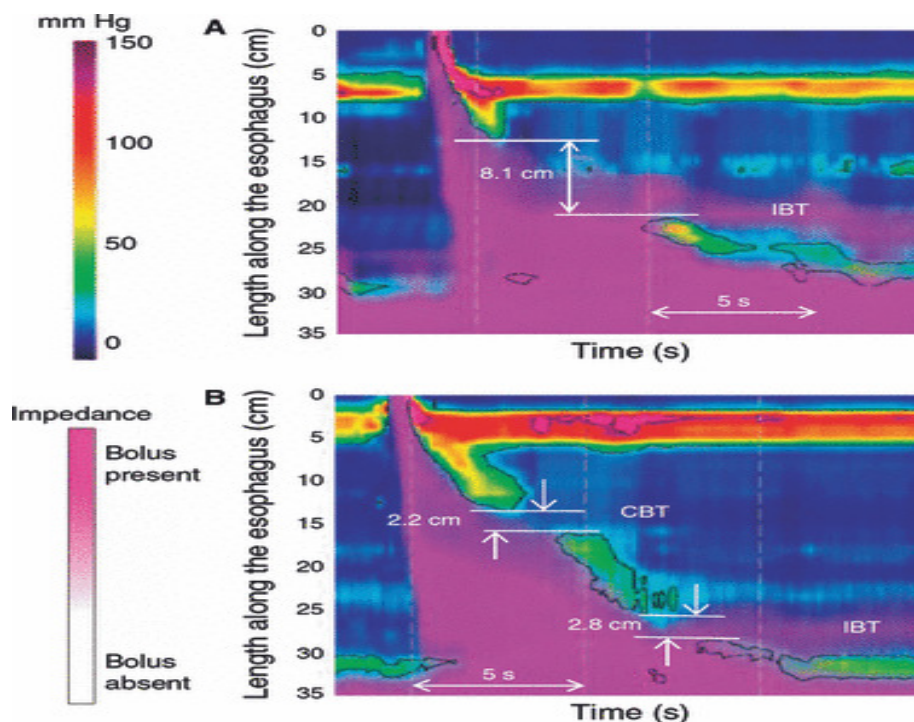 mm Hg
150
100
50
0
Impedance
Bolus
present
Bolus
absent
A
Length along the esophagus (cm)
0
5
10
15
20
25
30
35
8.1 cm
IBT
5 s
Time (s)
B
Length along the esophagus (cm)
0
5
10
15
20
25
30
35
2.2 cm
CBT
2.8 cm
IBT
5 s
Time (s)